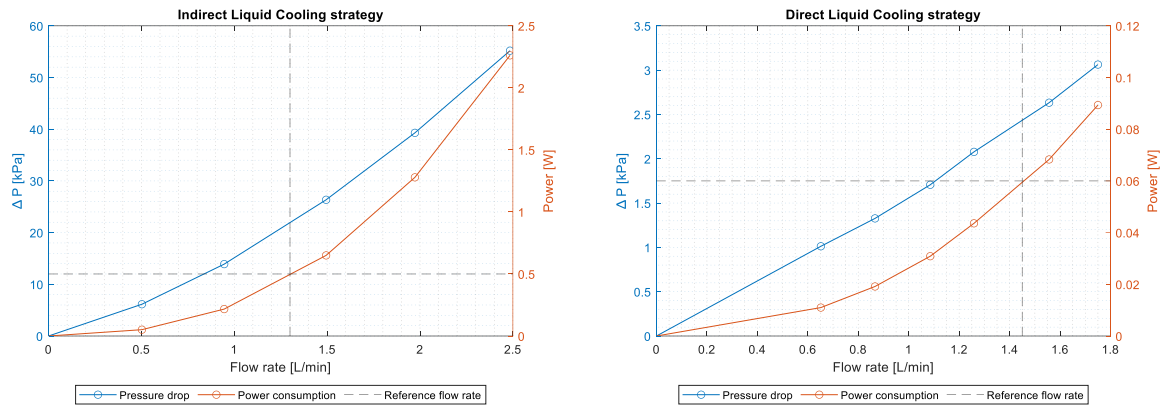 Indirect Liquid Cooling strategy
60
50
40
30
20
10
0
Δ P [kPa]
2.5
2
1.5
1
0.5
0
Power [W]
0 0.5 1 1.5 2 2.5
Flow rate [L/min]
Pressure drop Power consumption Reference flow rate
Direct Liquid Cooling strategy
3.5
3
2.5
2
1.5
1
0.5
0
Δ P [kPa]
0.12
0.1
0.08
0.06
0.04
0.02
0
Power [W]
0 0.2 0.4 0.6 0.8 1 1.2 1.4 1.6 1.8
Flow rate [L/min]
Pressure drop Power consumption Reference flow rate